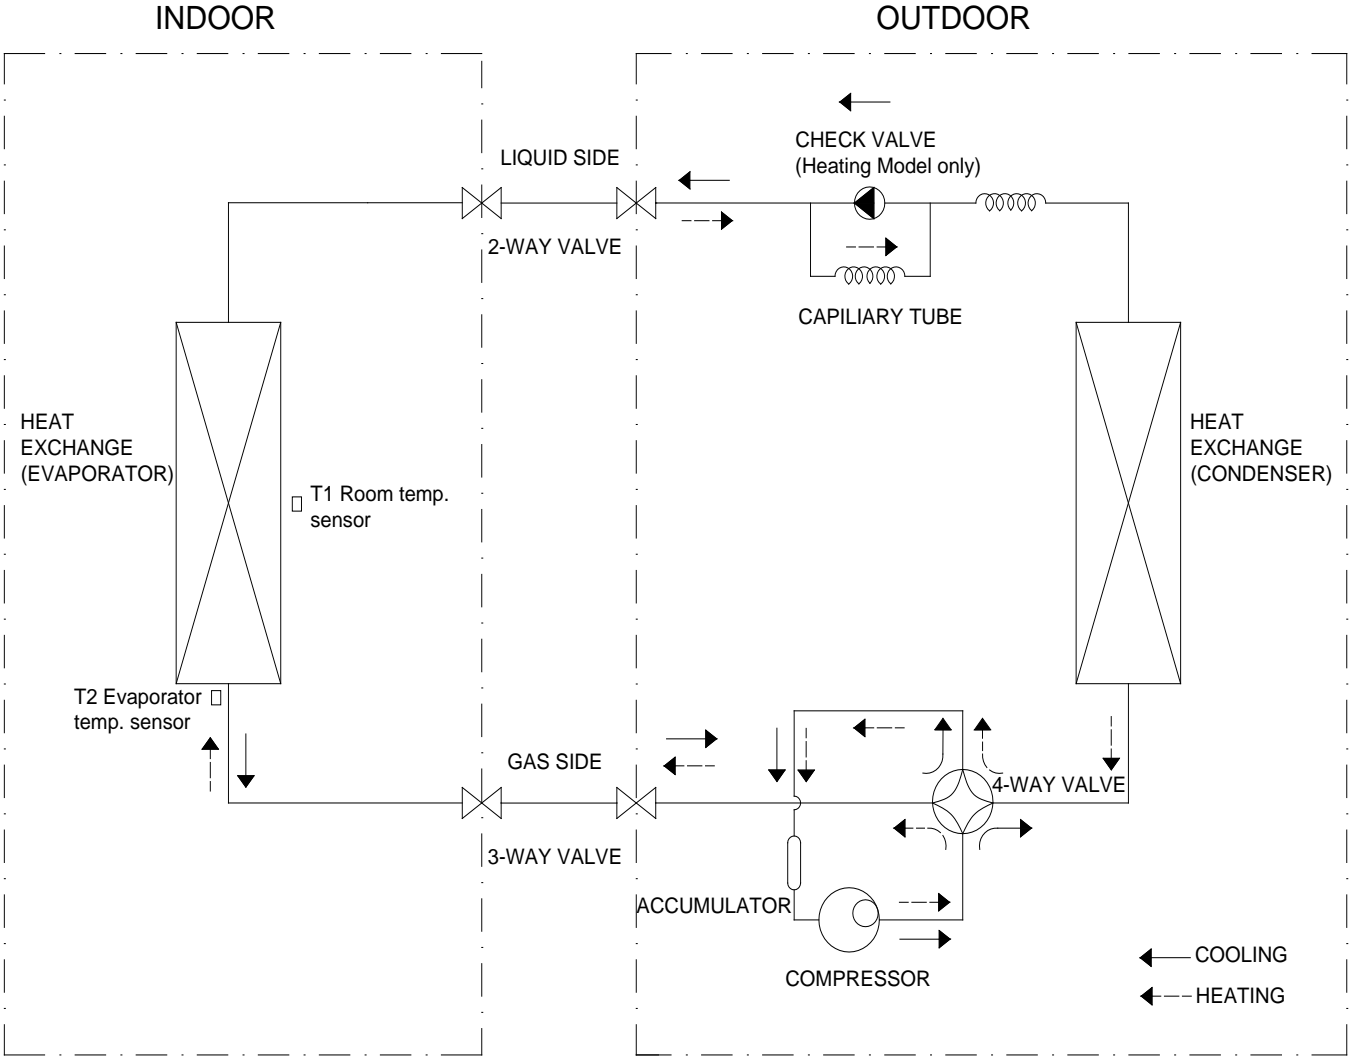 INDOOR
OUTDOOR
CHECK VALVE
(Heating Model only)
LIQUID SIDE
2-WAY VALVE
CAPILIARY TUBE
HEAT
EXCHANGE
(EVAPORATOR)
T1 Room temp.
sensor
HEAT
EXCHANGE
(CONDENSER)
T2 Evaporator
temp. sensor
GAS SIDE
4-WAY VALVE
3-WAY VALVE
ACCUMULATOR
COMPRESSOR
COOLING
HEATING